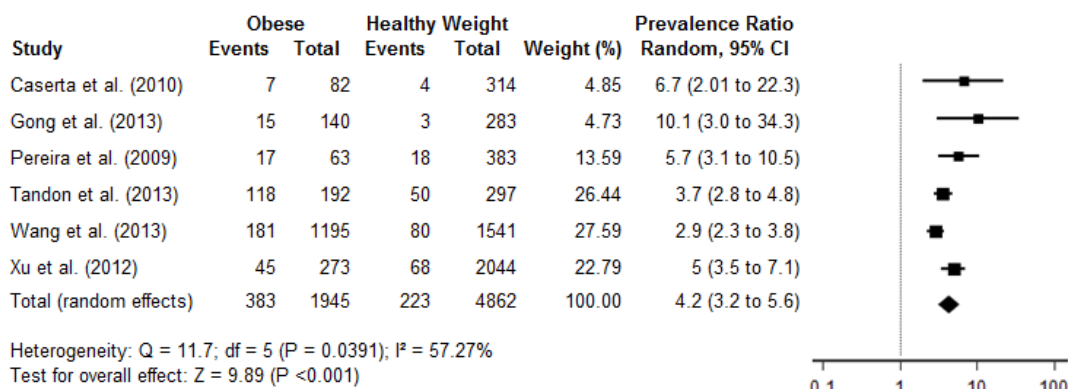 Obese Healthy Weight Prevalence Ratio
Study Events Total Events Total Weight (%) Random, 95% CI
Caserta et al. (2010) 7 82 4 314 4.85 6.7 (2.01 to 22.3)
Gong et al. (2013) 15 140 3 283 4.73 10.1 (3.0 to 34.3)
Pereira et al. (2009) 17 63 18 383 13.59 5.7 (3.1 to 10.5)
Tandon et al. (2013) 118 192 50 297 26.44 3.7 (2.8 to 4.8)
Wang et al. (2013) 181 1195 80 1541 27.59 2.9 (2.3 to 3.8)
Xu et al. (2012) 45 273 68 2044 22.79 5 (3.5 to 7.1)
Total (random effects) 383 1945 223 4862 100.00 4.2 (3.2 to 5.6)
Heterogeneity: Q = 11.7; df = 5 (P = 0.0391); I² = 57.27%
Test for overall effect: Z = 9.89 (P <0.001)
0.1 1 10 100